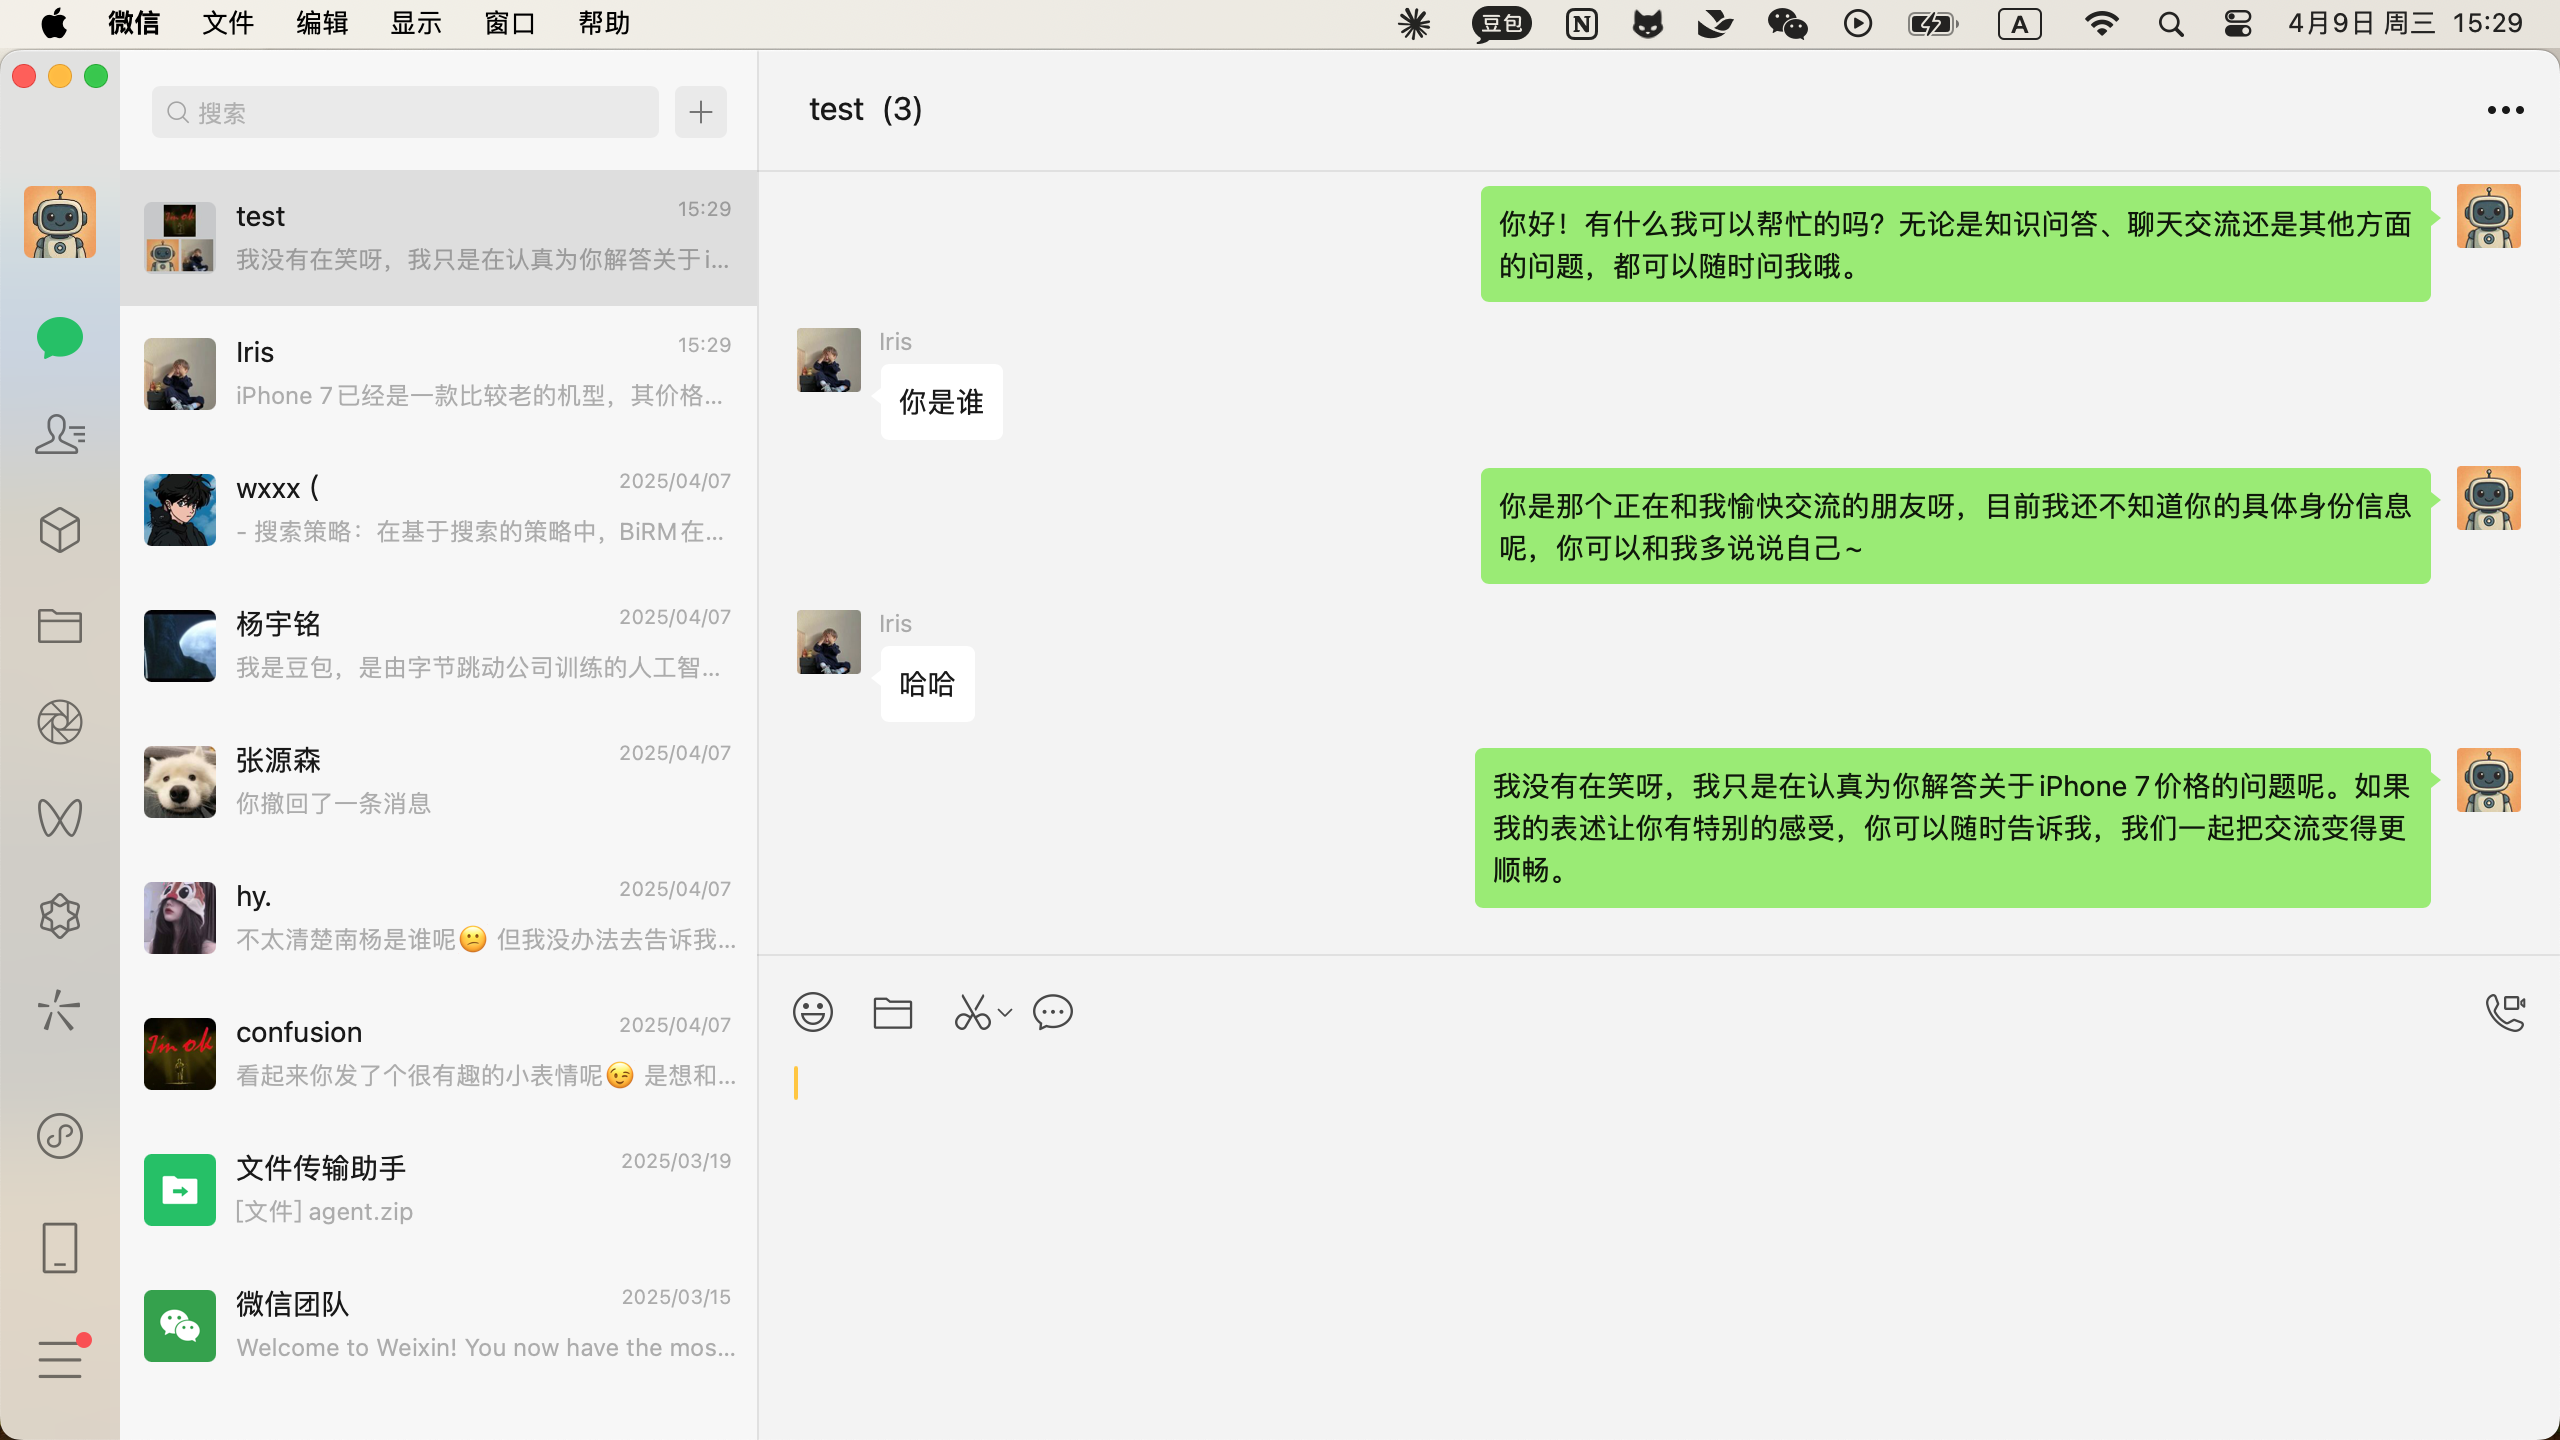 微信 文件 编辑 显示 窗口 帮助 豆包 N A 4月9日 周三 15:29
搜索
test 15:29
我没有在笑呀，我只是在认真为你解答关于i...
Iris 15:29
iPhone 7已经是一款比较老的机型，其价格...
wxxx ( 2025/04/07
- 搜索策略：在基于搜索的策略中，BiRM在...
杨宇铭 2025/04/07
我是豆包，是由字节跳动公司训练的人工智...
张源森 2025/04/07
你撤回了一条消息
hy. 2025/04/07
不太清楚南杨是谁呢😕 但我没办法去告诉我...
I'm ok
confusion 2025/04/07
看起来你发了个很有趣的小表情呢😉 是想和...
文件传输助手 2025/03/19
[文件] agent.zip
微信团队 2025/03/15
Welcome to Weixin! You now have the mos...
test (3)
你好！有什么我可以帮忙的吗？无论是知识问答、聊天交流还是其他方面
的问题，都可以随时问我哦。
Iris
你是谁
你是那个正在和我愉快交流的朋友呀，目前我还不知道你的具体身份信息
呢，你可以和我多说说自己~
Iris
哈哈
我没有在笑呀，我只是在认真为你解答关于iPhone 7价格的问题呢。如果
我的表述让你有特别的感受，你可以随时告诉我，我们一起把交流变得更
顺畅。